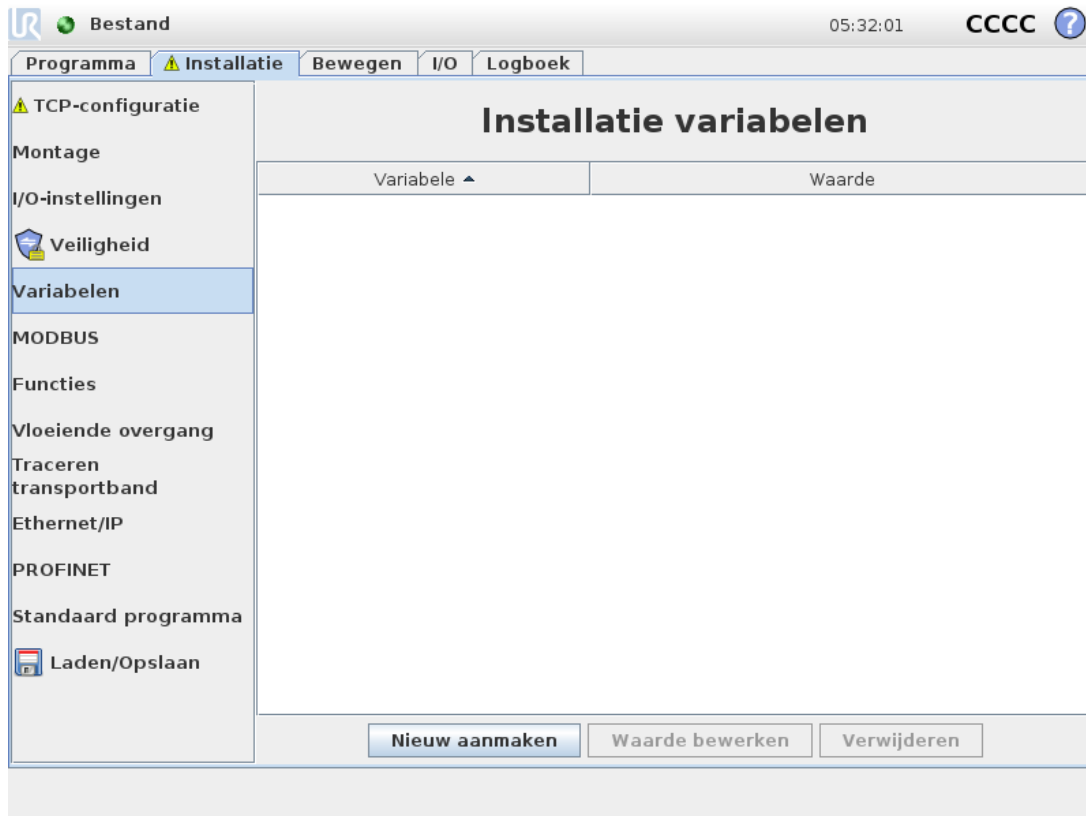 UR Bestand 05:32:01 CCCC ?
Programma Installatie Bewegen I/O Logboek
TCP-configuratie
Montage
I/O-instellingen
Veiligheid
Variabelen
MODBUS
Functies
Vloeiende overgang
Traceren
transportband
Ethernet/IP
PROFINET
Standaard programma
Laden/Opslaan
Installatie variabelen
Variabele Waarde
Nieuw aanmaken Waarde bewerken Verwijderen